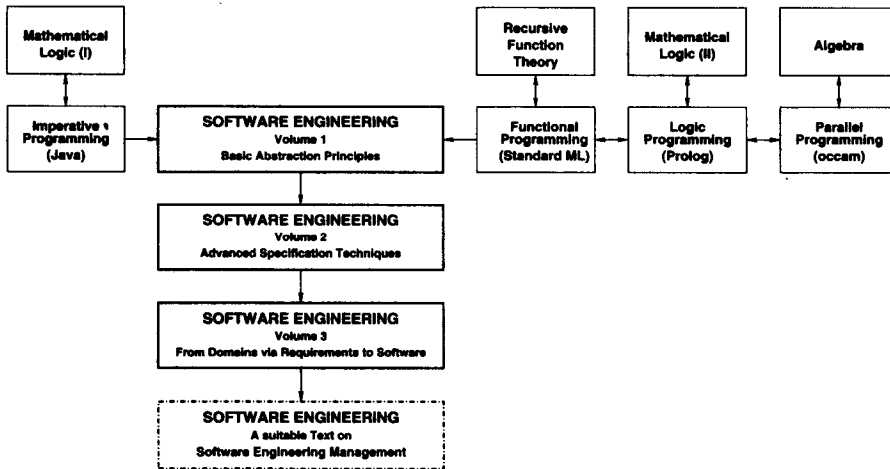 Mathematical
Logic (I)
Recursive
Function
Theory
Mathematical
Logic (II)
Algebra
Imperative
Programming
(Java)
SOFTWARE ENGINEERING
Volume 1
Basic Abstraction Principles
Functional
Programming
(Standard ML)
Logic
Programming
(Prolog)
Parallel
Programming
(occam)
SOFTWARE ENGINEERING
Volume 2
Advanced Specification Techniques
SOFTWARE ENGINEERING
Volume 3
From Domains via Requirements to Software
SOFTWARE ENGINEERING
A suitable Text on
Software Engineering Management